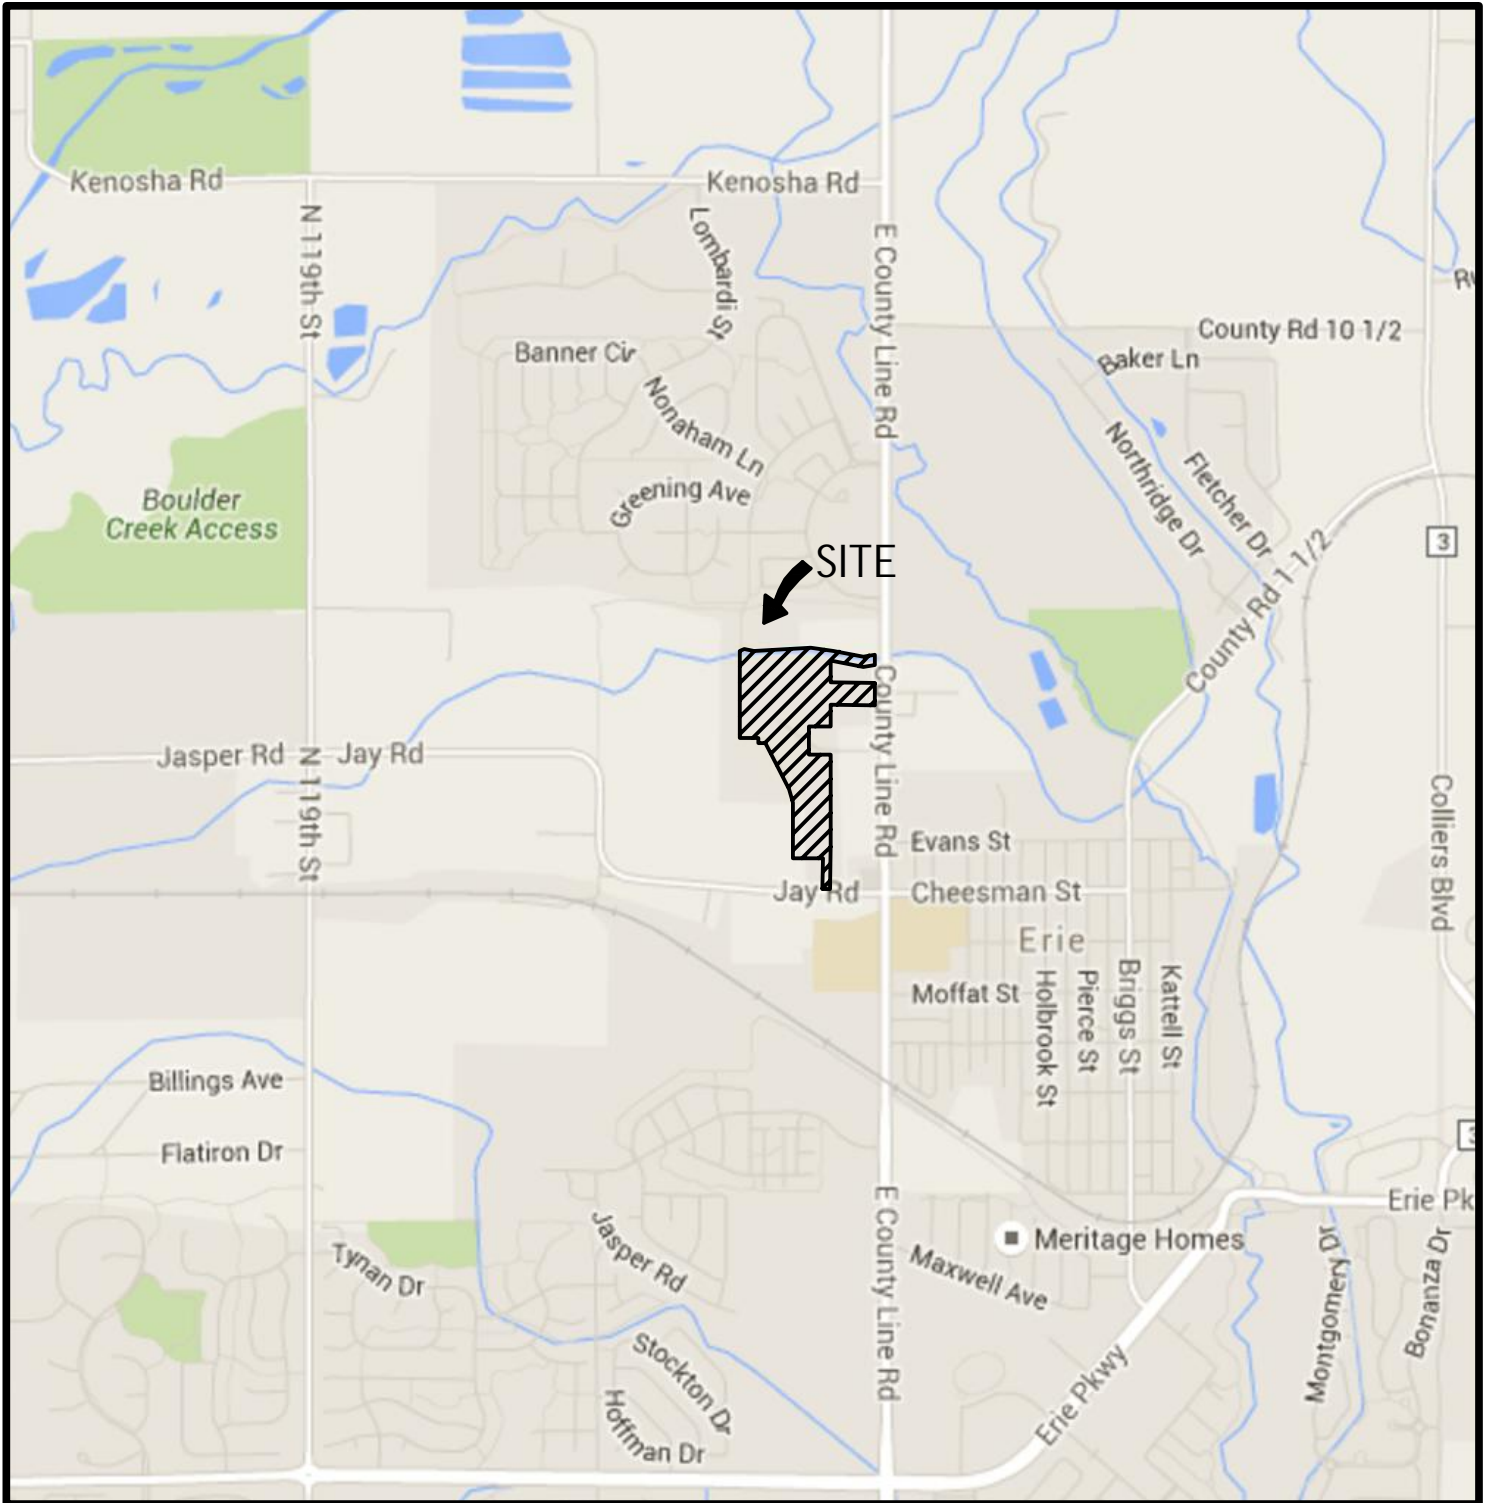 Kenosha Rd
Kenosha Rd
N 119th St
Lombardi St
E County Line Rd
County Rd 10 1/2
Banner Cir
Baker Ln
Nonaham Ln
Greening Ave
Northridge Dr
Fletcher Dr
Boulder
Creek Access
3
SITE
County Rd 1 1/2
County Line Rd
Jasper Rd
N 119th St
Jay Rd
Colliers Blvd
Evans St
Jay Rd
Cheesman St
Erie
Moffat St
Holbrook St
Pierce St
Briggs St
Kattell St
Billings Ave
Flatiron Dr
3
Erie Pk
E County Line Rd
Jasper Rd
Tynan Dr
Meritage Homes
Maxwell Ave
Montgomery Dr
Bonanza Dr
Stockton Dr
Hoffman Dr
Erie Pkwy